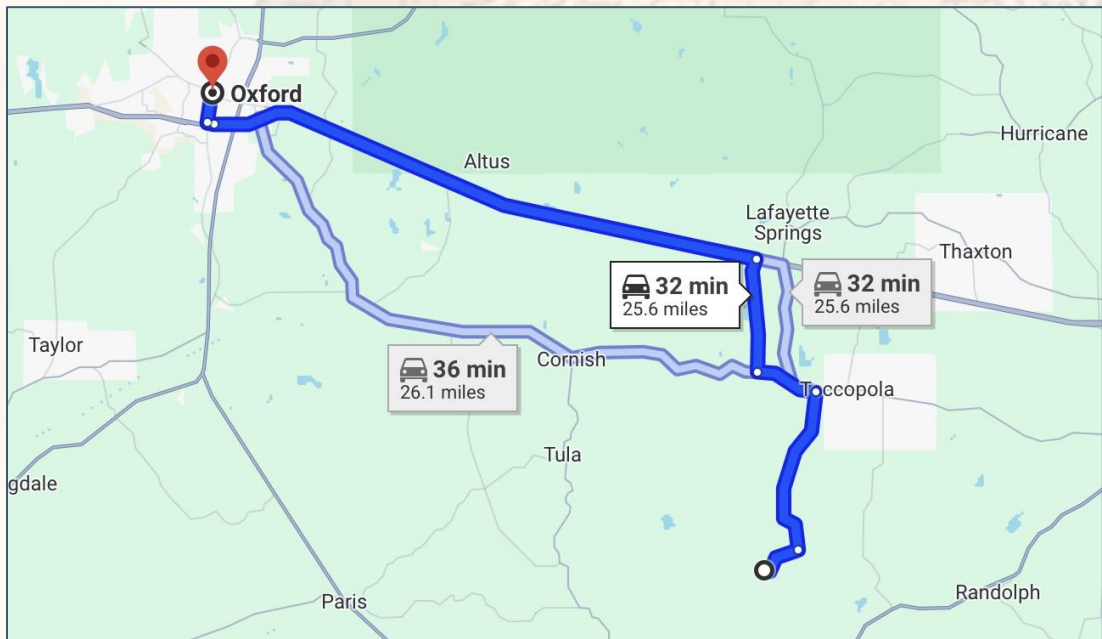 Oxford
Hurricane
Altus
Lafayette
Springs
Thaxton
32 min
25.6 miles
32 min
25.6 miles
Taylor
36 min
26.1 miles
Cornish
Toccopola
Tula
gdale
Paris
Randolph